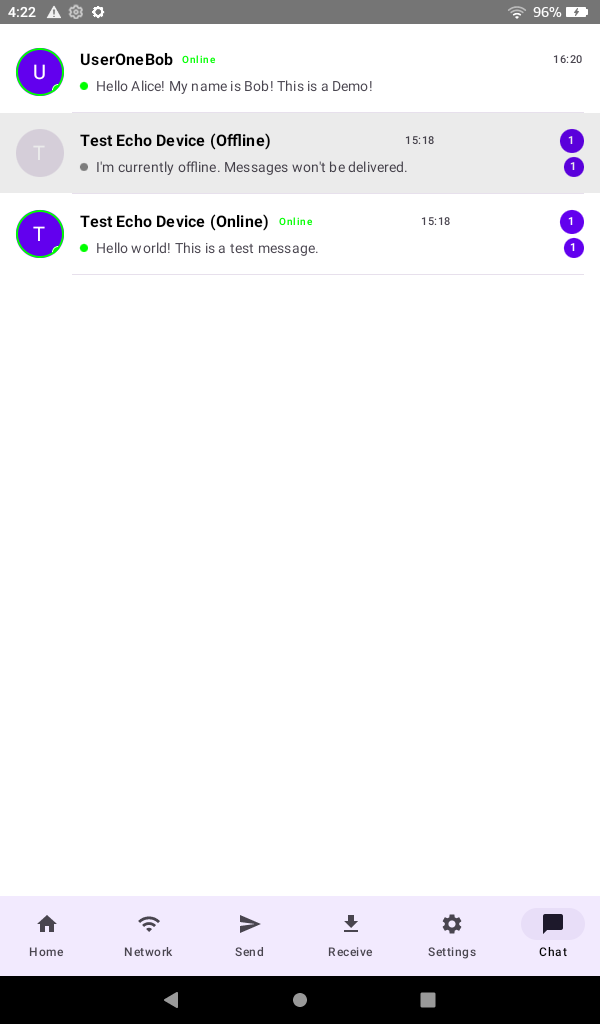 4:22 96%
U UserOneBob Online 16:20
Hello Alice! My name is Bob! This is a Demo!
T Test Echo Device (Offline) 15:18 1
I'm currently offline. Messages won't be delivered. 1
T Test Echo Device (Online) Online 15:18 1
Hello world! This is a test message. 1
Home Network Send Receive Settings Chat